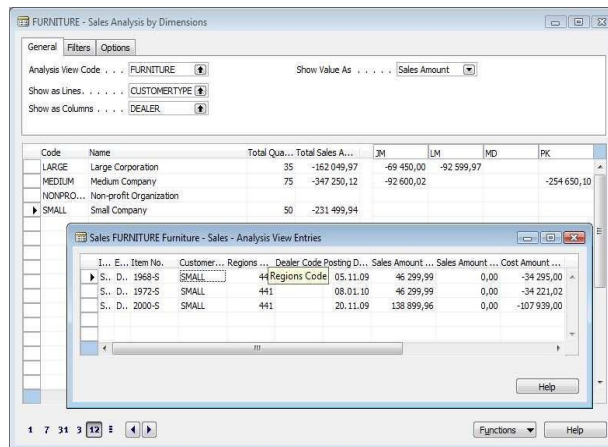 FURNITURE - Sales Analysis by Dimensions
General Filters Options
Analysis View Code . . . FURNITURE Show Value As . . . . . Sales Amount
Show as Lines. . . . . . CUSTOMERTYPE
Show as Columns . . . . DEALER
Code Name Total Qua... Total Sales A... JM LM MD PK
LARGE Large Corporation 35 -162 049,97 -69 450,00 -92 599,97
MEDIUM Medium Company 75 -347 250,12 -92 600,02 -254 650,10
NONPRO... Non-profit Organization
SMALL Small Company 50 -231 499,94
Sales FURNITURE Furniture - Sales - Analysis View Entries
I... E... Item No. Customer... Regions ... Dealer Code Posting D... Sales Amount ... Sales Amount ... Cost Amount ...
S.. D.. 1968-S SMALL 44 Regions Code 05.11.09 46 299,99 0,00 -34 295,00
S.. D.. 1972-S SMALL 441 08.01.10 46 299,99 0,00 -34 221,02
S.. D.. 2000-S SMALL 441 20.11.09 138 899,96 0,00 -107 939,00
Help
1 7 31 3 12 Functions Help